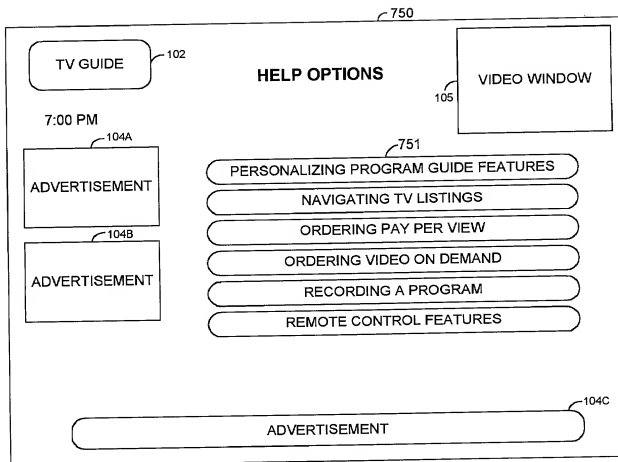 750
TV GUIDE
102
HELP OPTIONS
105
VIDEO WINDOW
7:00 PM
104A
ADVERTISEMENT
104B
ADVERTISEMENT
751
PERSONALIZING PROGRAM GUIDE FEATURES
NAVIGATING TV LISTINGS
ORDERING PAY PER VIEW
ORDERING VIDEO ON DEMAND
RECORDING A PROGRAM
REMOTE CONTROL FEATURES
104C
ADVERTISEMENT